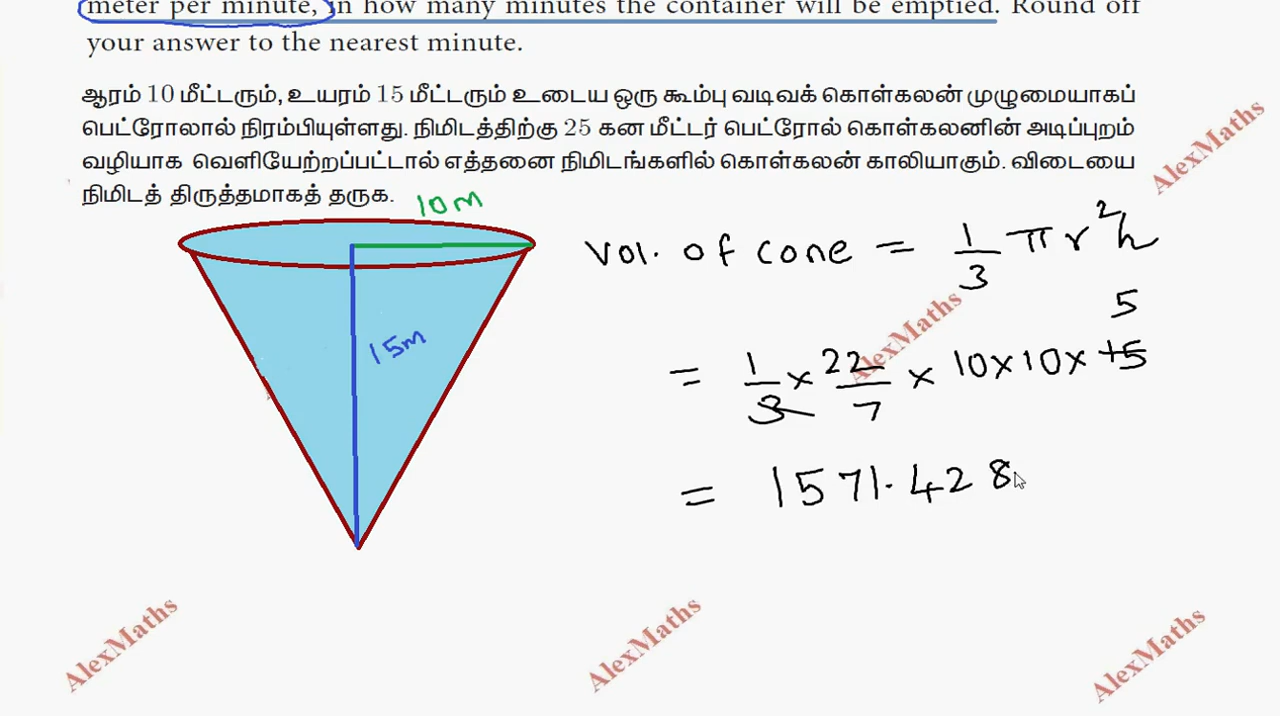 meter per minute, in how many minutes the container will be emptied. Round off
your answer to the nearest minute.
ஆரம் 10 மீட்டரும், உயரம் 15 மீட்டரும் உடைய ஒரு கூம்பு வடிவக் கொள்கலன் முழுமையாகப்
பெட்ரோலால் நிரம்பியுள்ளது. நிமிடத்திற்கு 25 கன மீட்டர் பெட்ரோல் கொள்கலனின் அடிப்புறம்
வழியாக வெளியேற்றப்பட்டால் எத்தனை நிமிடங்களில் கொள்கலன் காலியாகும். விடையை
நிமிடத் திருத்தமாகத் தருக.
10m
15m
Vol. of cone = 1/3 πr²h
5
= 1/3 × 22/7 × 10×10×15
= 1571.428
AlexMaths
AlexMaths
AlexMaths
AlexMaths
AlexMaths